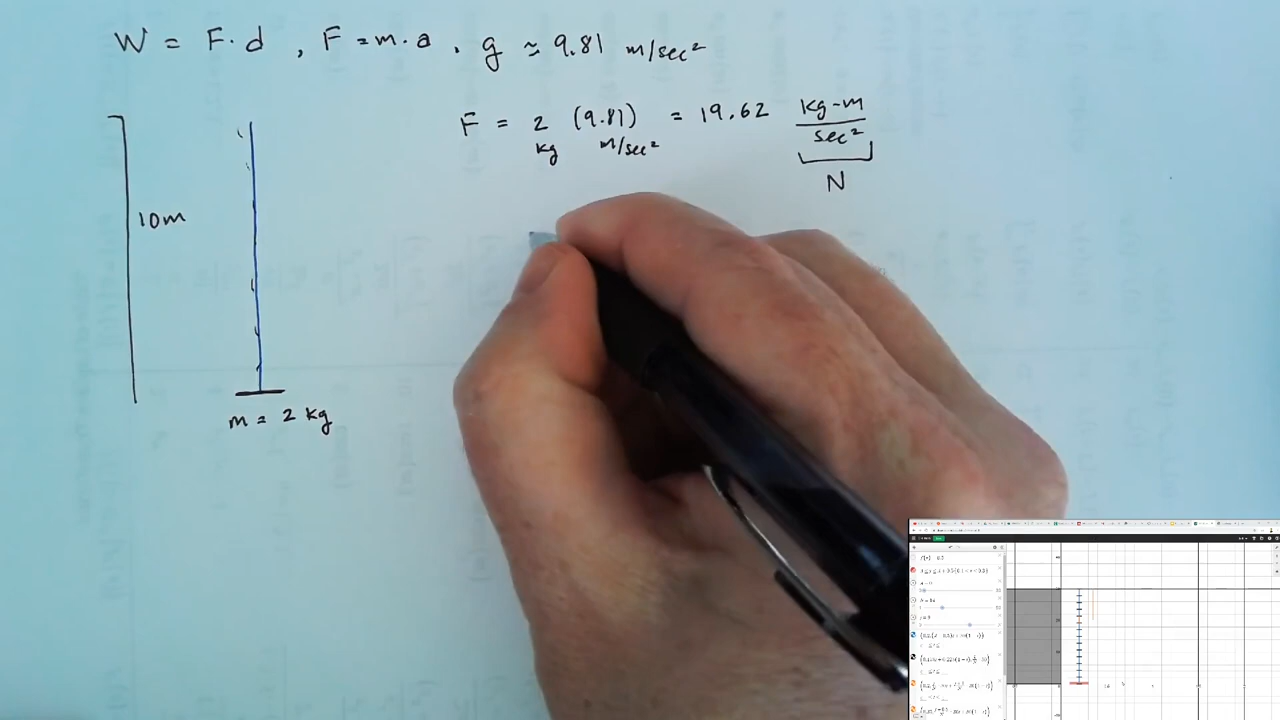 W = F · d , F = m · a . g ≈ 9.81 m/sec²
F = 2 (9.81) = 19.62 kg-m
kg m/sec² sec²
N
10m
m = 2 kg